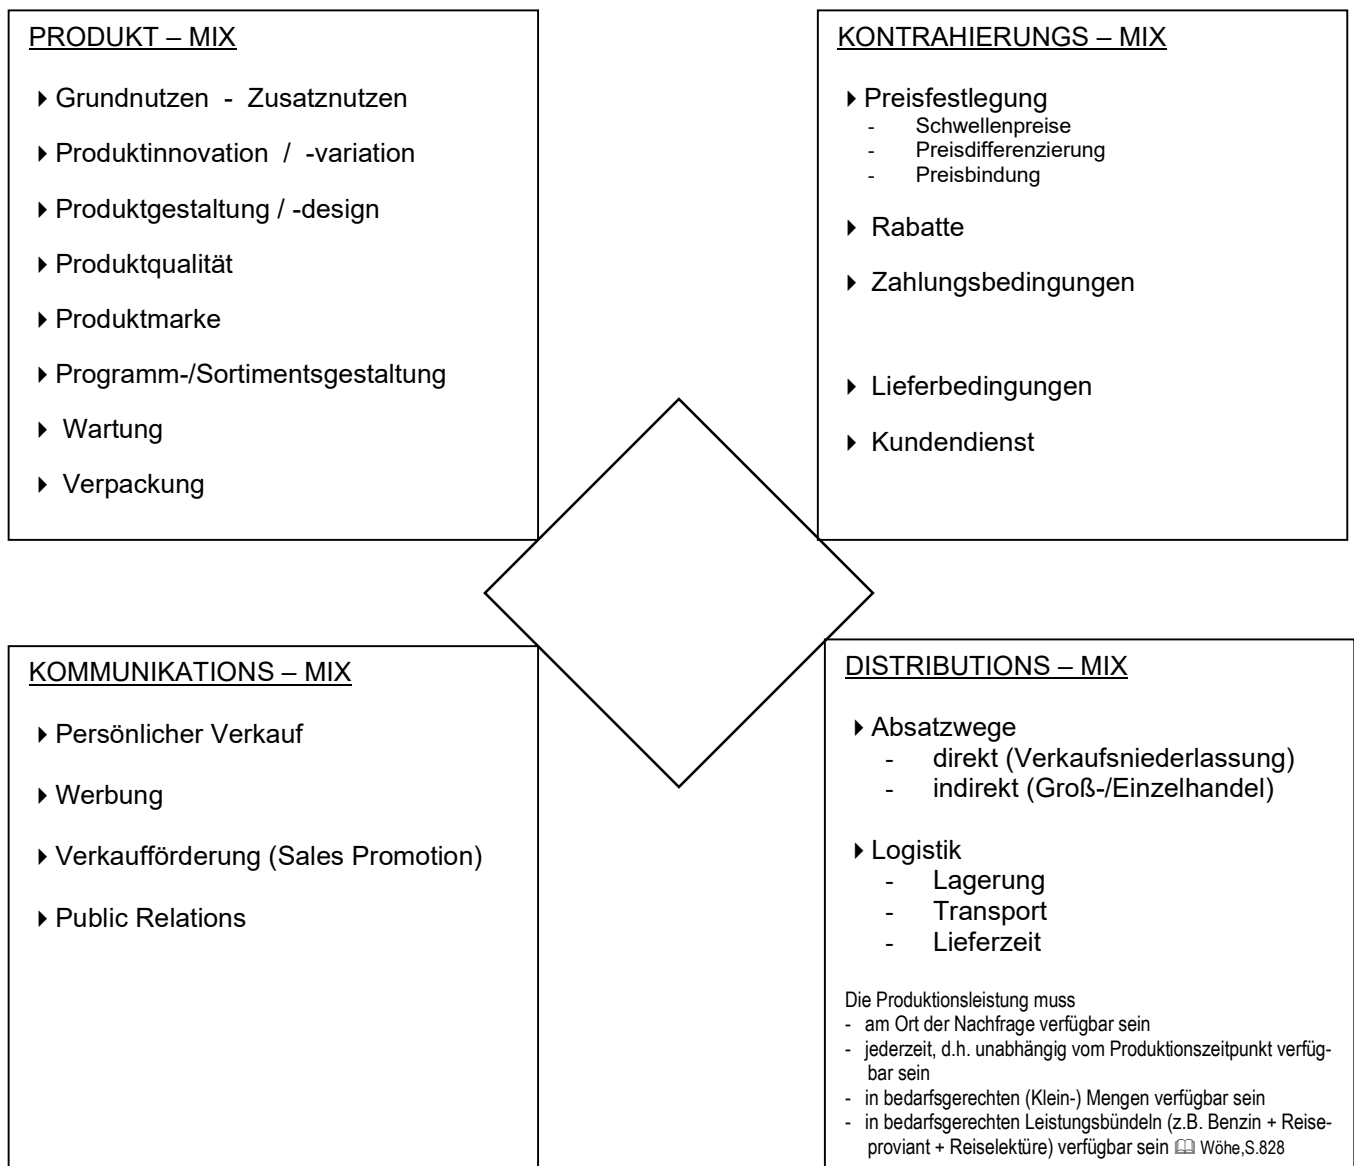 PRODUKT – MIX
▸ Grundnutzen - Zusatznutzen
▸ Produktinnovation / -variation
▸ Produktgestaltung / -design
▸ Produktqualität
▸ Produktmarke
▸ Programm-/Sortimentsgestaltung
▸ Wartung
▸ Verpackung
KONTRAHIERUNGS – MIX
▸ Preisfestlegung
- Schwellenpreise
- Preisdifferenzierung
- Preisbindung
▸ Rabatte
▸ Zahlungsbedingungen
▸ Lieferbedingungen
▸ Kundendienst
KOMMUNIKATIONS – MIX
▸ Persönlicher Verkauf
▸ Werbung
▸ Verkaufförderung (Sales Promotion)
▸ Public Relations
DISTRIBUTIONS – MIX
▸ Absatzwege
- direkt (Verkaufsniederlassung)
- indirekt (Groß-/Einzelhandel)
▸ Logistik
- Lagerung
- Transport
- Lieferzeit
Die Produktionsleistung muss
- am Ort der Nachfrage verfügbar sein
- jederzeit, d.h. unabhängig vom Produktionszeitpunkt verfüg-
bar sein
- in bedarfsgerechten (Klein-) Mengen verfügbar sein
- in bedarfsgerechten Leistungsbündeln (z.B. Benzin + Reise-
proviant + Reiselektüre) verfügbar sein 🕮 Wöhe,S.828